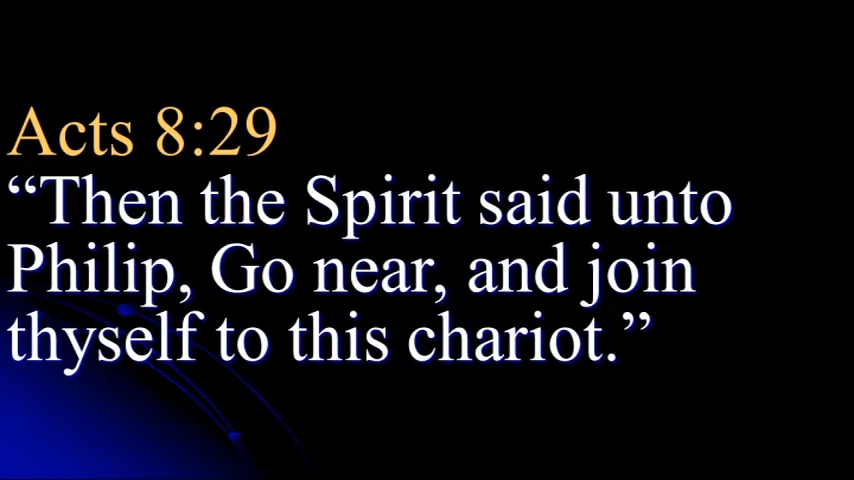 Acts 8:29
“Then the Spirit said unto
Philip, Go near, and join
thyself to this chariot.”